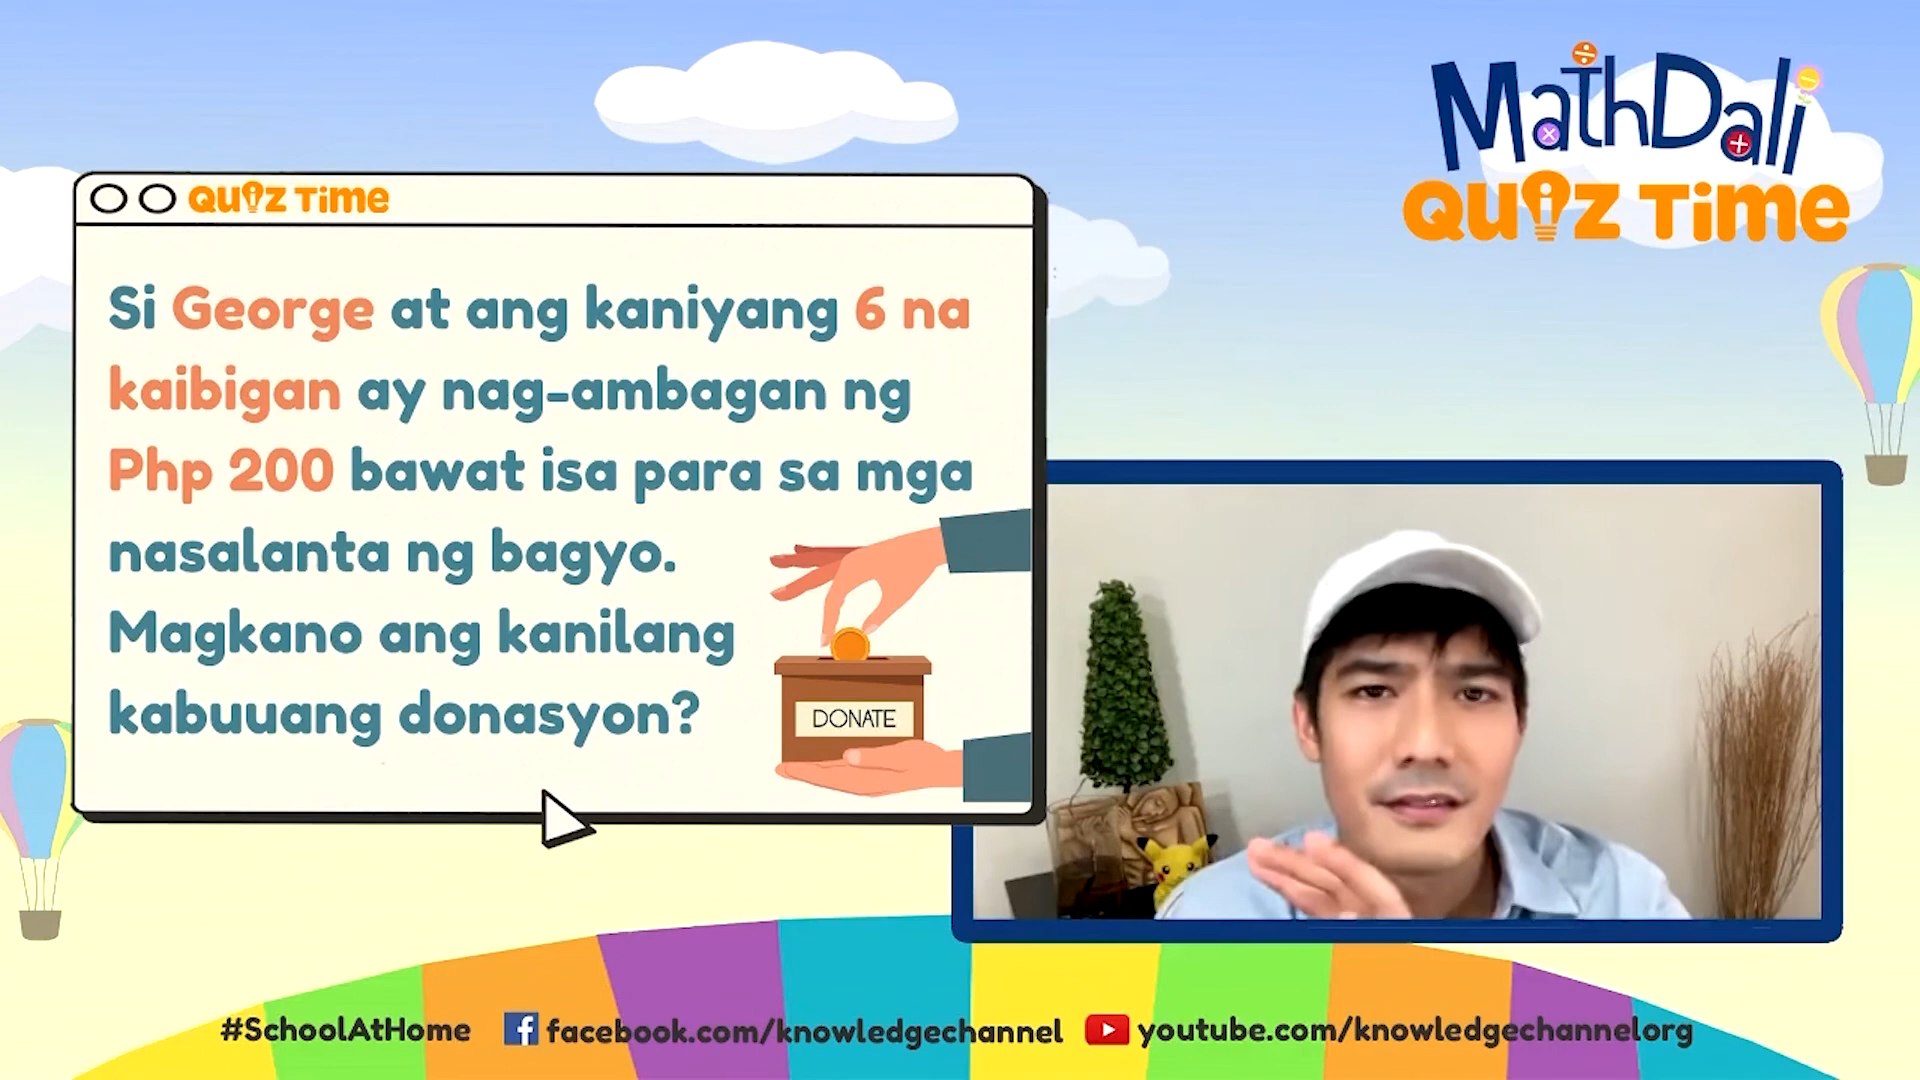 MathDali
QUIZ TIME
QUIZ TIME
Si George at ang kaniyang 6 na
kaibigan ay nag-ambagan ng
Php 200 bawat isa para sa mga
nasalanta ng bagyo.
Magkano ang kanilang
kabuuang donasyon?
DONATE
#SchoolAtHome facebook.com/knowledgechannel youtube.com/knowledgechannelorg